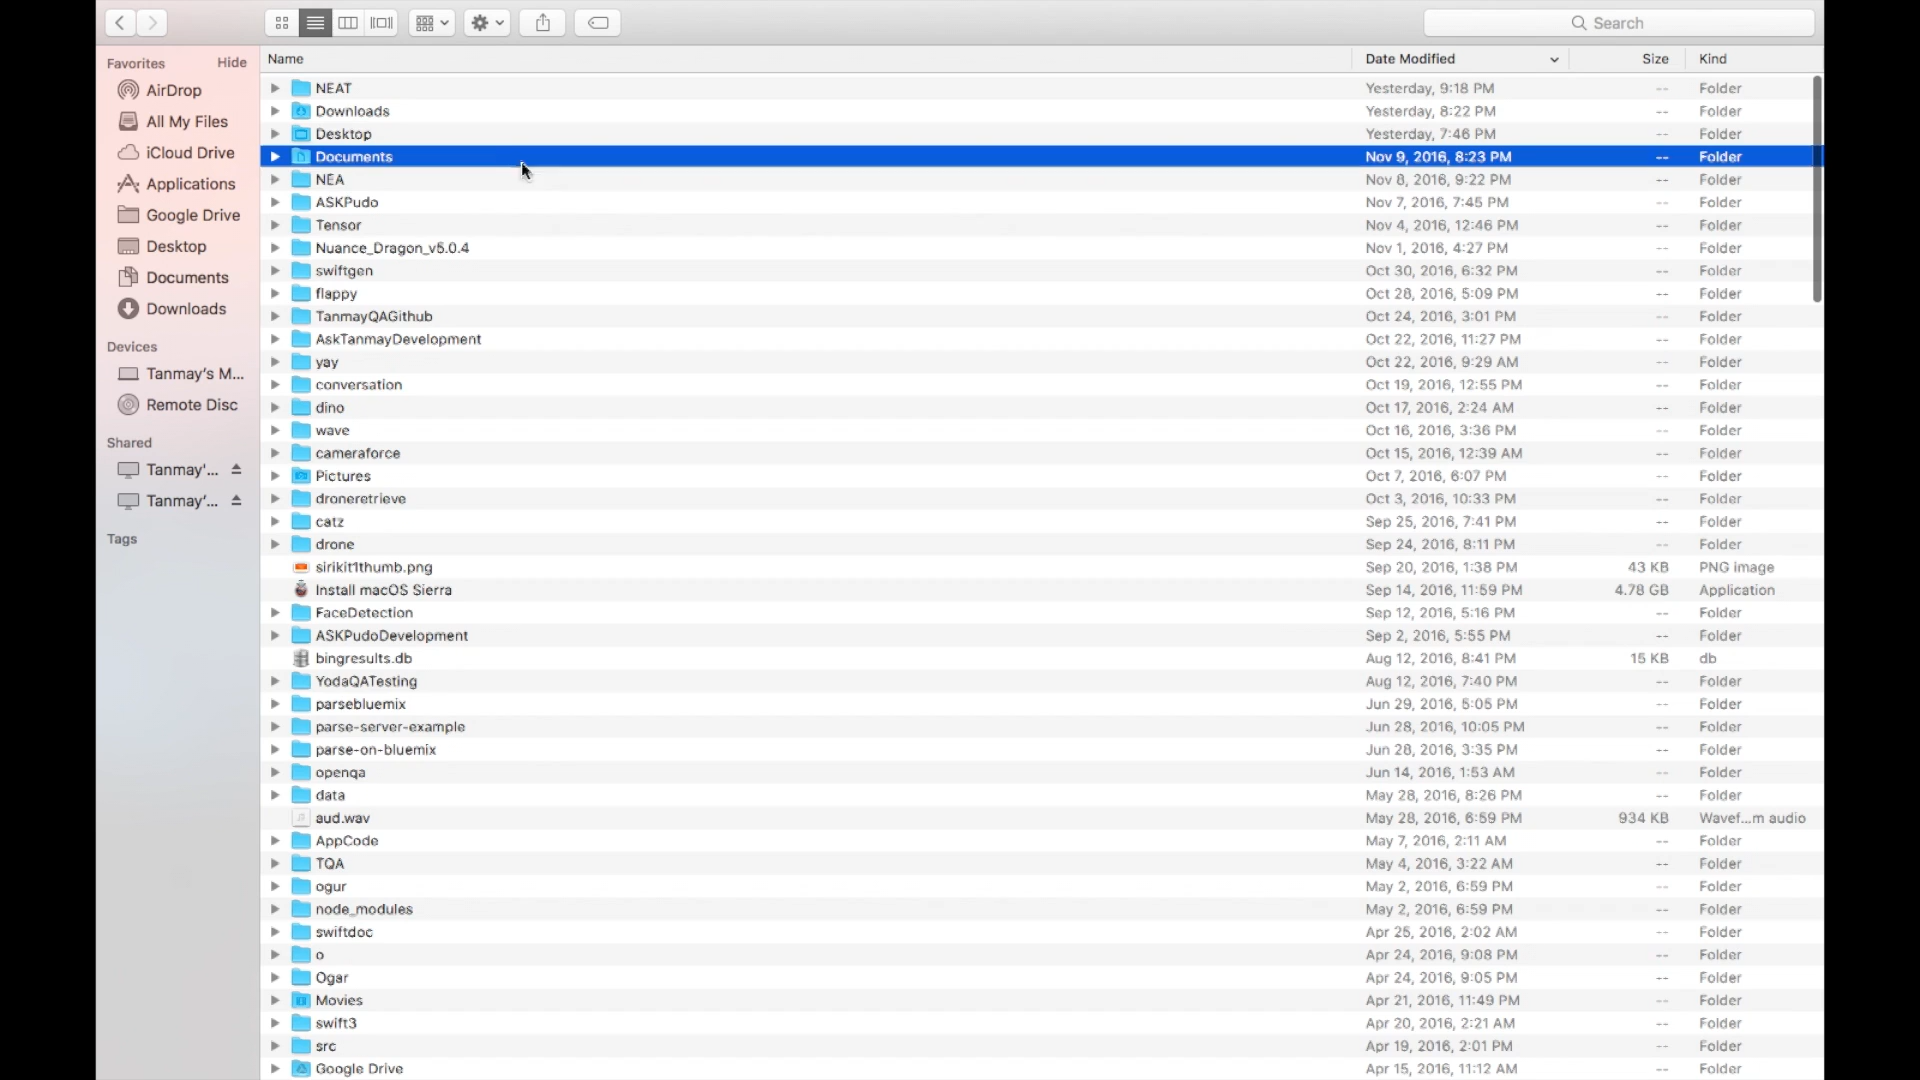 Search
Favorites Hide
AirDrop
All My Files
iCloud Drive
Applications
Google Drive
Desktop
Documents
Downloads
Devices
Tanmay's M...
Remote Disc
Shared
Tanmay'...
Tanmay'...
Tags
Name Date Modified Size Kind
NEAT Yesterday, 9:18 PM -- Folder
Downloads Yesterday, 8:22 PM -- Folder
Desktop Yesterday, 7:46 PM -- Folder
Documents Nov 9, 2016, 8:23 PM -- Folder
NEA Nov 8, 2016, 9:22 PM -- Folder
ASKPudo Nov 7, 2016, 7:45 PM -- Folder
Tensor Nov 4, 2016, 12:46 PM -- Folder
Nuance_Dragon_v5.0.4 Nov 1, 2016, 4:27 PM -- Folder
swiftgen Oct 30, 2016, 6:32 PM -- Folder
flappy Oct 28, 2016, 5:09 PM -- Folder
TanmayQAGithub Oct 24, 2016, 3:01 PM -- Folder
AskTanmayDevelopment Oct 22, 2016, 11:27 PM -- Folder
yay Oct 22, 2016, 9:29 AM -- Folder
conversation Oct 19, 2016, 12:55 PM -- Folder
dino Oct 17, 2016, 2:24 AM -- Folder
wave Oct 16, 2016, 3:36 PM -- Folder
cameraforce Oct 15, 2016, 12:39 AM -- Folder
Pictures Oct 7, 2016, 6:07 PM -- Folder
droneretrieve Oct 3, 2016, 10:33 PM -- Folder
catz Sep 25, 2016, 7:41 PM -- Folder
drone Sep 24, 2016, 8:11 PM -- Folder
sirikit1thumb.png Sep 20, 2016, 1:38 PM 43 KB PNG image
Install macOS Sierra Sep 14, 2016, 11:59 PM 4.78 GB Application
FaceDetection Sep 12, 2016, 5:16 PM -- Folder
ASKPudoDevelopment Sep 2, 2016, 5:55 PM -- Folder
bingresults.db Aug 12, 2016, 8:41 PM 15 KB db
YodaQATesting Aug 12, 2016, 7:40 PM -- Folder
parsebluemix Jun 29, 2016, 5:05 PM -- Folder
parse-server-example Jun 28, 2016, 10:05 PM -- Folder
parse-on-bluemix Jun 28, 2016, 3:35 PM -- Folder
openqa Jun 14, 2016, 1:53 AM -- Folder
data May 28, 2016, 8:26 PM -- Folder
aud.wav May 28, 2016, 6:59 PM 934 KB Wavef...m audio
AppCode May 7, 2016, 2:11 AM -- Folder
TQA May 4, 2016, 3:22 AM -- Folder
ogur May 2, 2016, 6:59 PM -- Folder
node_modules May 2, 2016, 6:59 PM -- Folder
swiftdoc Apr 25, 2016, 2:02 AM -- Folder
o Apr 24, 2016, 9:08 PM -- Folder
Ogar Apr 24, 2016, 9:05 PM -- Folder
Movies Apr 21, 2016, 11:49 PM -- Folder
swift3 Apr 20, 2016, 2:21 AM -- Folder
src Apr 19, 2016, 2:01 PM -- Folder
Google Drive Apr 15, 2016, 11:12 AM -- Folder